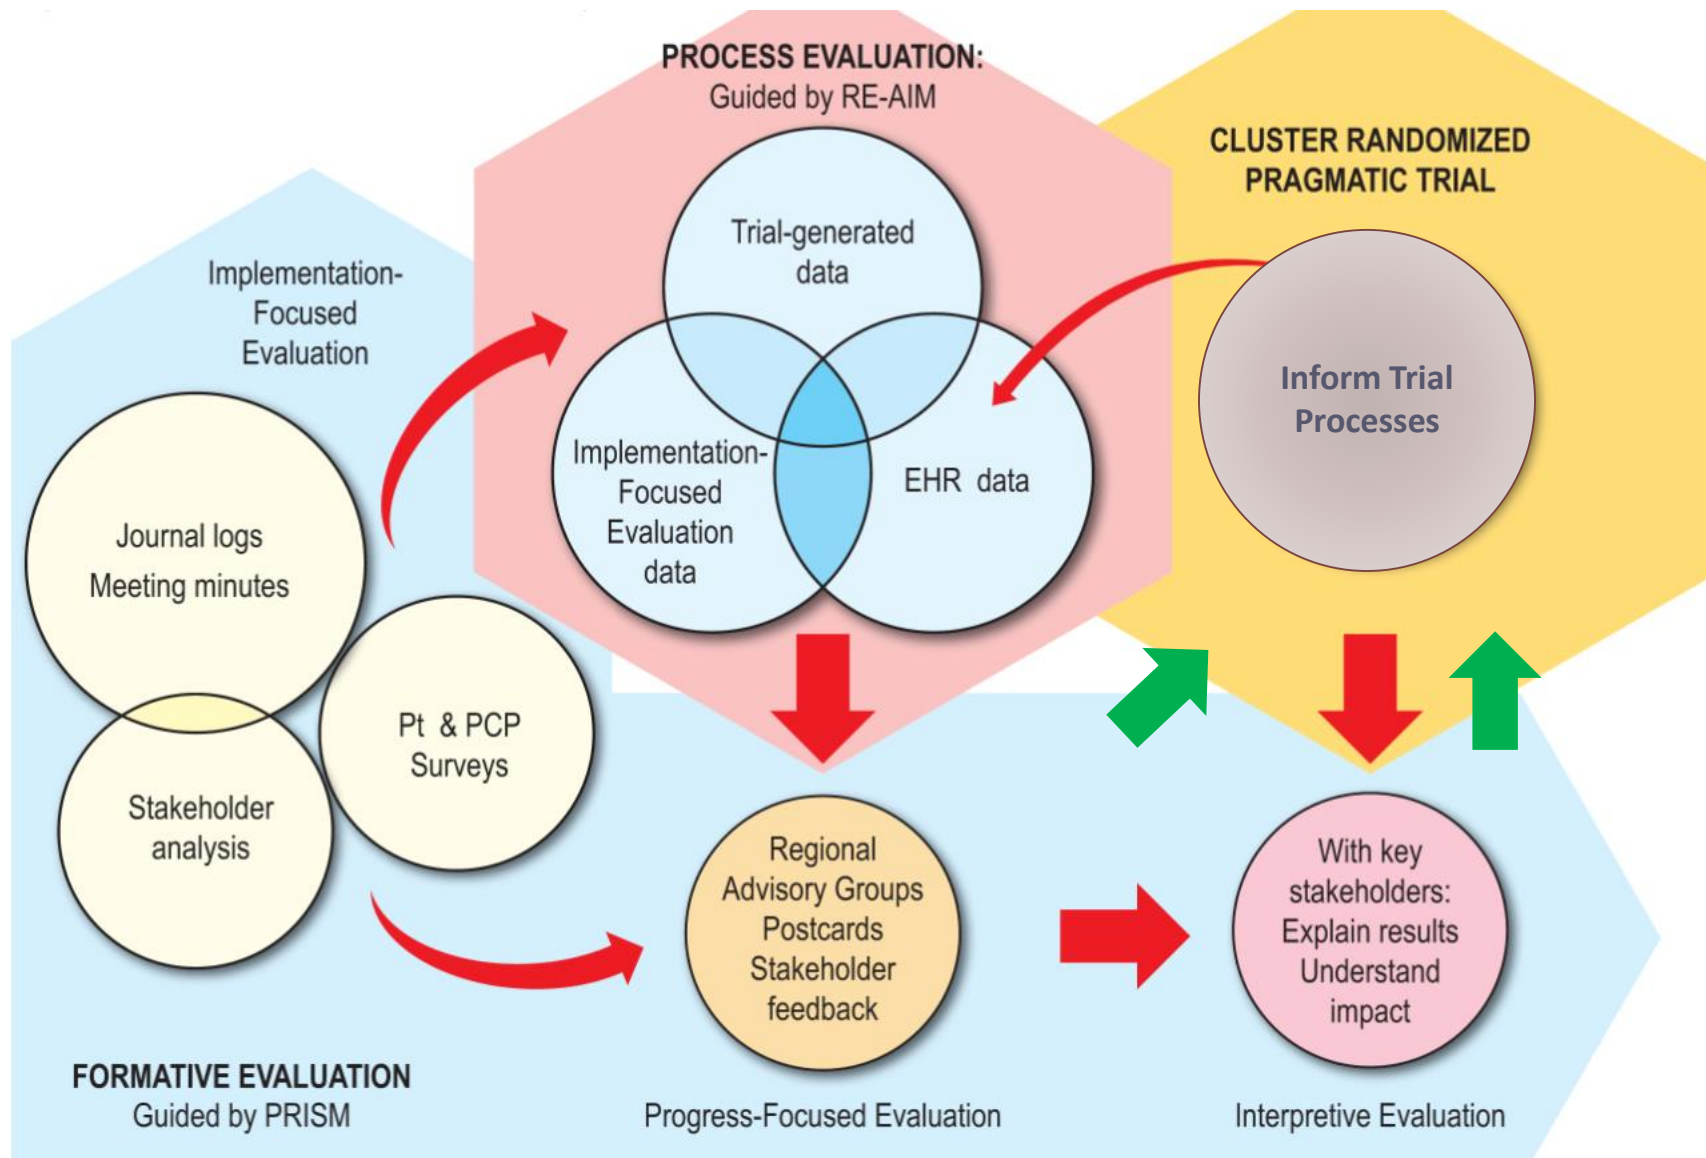 PROCESS EVALUATION:
Guided by RE-AIM
CLUSTER RANDOMIZED
PRAGMATIC TRIAL
Trial-generated
data
Implementation-
Focused
Evaluation
Inform Trial
Processes
Implementation-
Focused
Evaluation
data
EHR data
Journal logs
Meeting minutes
Pt & PCP
Surveys
Stakeholder
analysis
Regional
Advisory Groups
Postcards
Stakeholder
feedback
With key
stakeholders:
Explain results
Understand
impact
FORMATIVE EVALUATION
Guided by PRISM
Progress-Focused Evaluation
Interpretive Evaluation